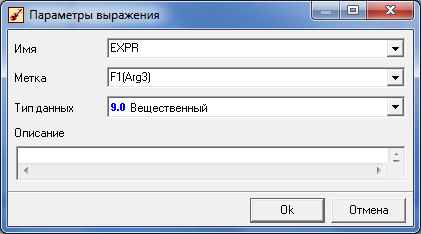 Параметры выражения
Имя EXPR
Метка F1(Arg3)
Тип данных 9.0 Вещественный
Описание
Ok Отмена